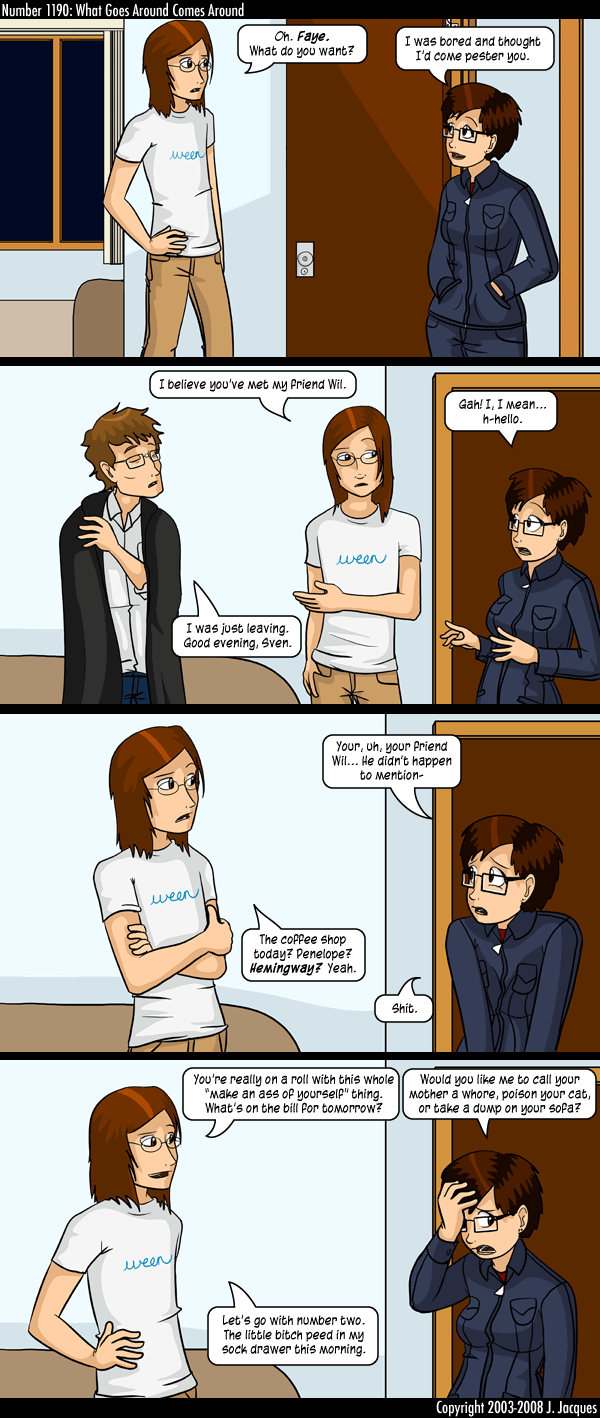 Number 1190: What Goes Around Comes Around
Oh. Faye.
What do you want?
I was bored and thought
I'd come pester you.
ween
I believe you've met my friend Wil.
Gah! I, I mean...
h-hello.
ween
I was just leaving.
Good evening, Sven.
Your, uh, your friend
Wil... He didn't happen
to mention-
ween
The coffee shop
today? Penelope?
Hemingway? Yeah.
Shit.
You're really on a roll with this whole
"make an ass of yourself" thing.
What's on the bill for tomorrow?
Would you like me to call your
mother a whore, poison your cat,
or take a dump on your sofa?
ween
Let's go with number two.
The little bitch peed in my
sock drawer this morning.
Copyright 2003-2008 J. Jacques